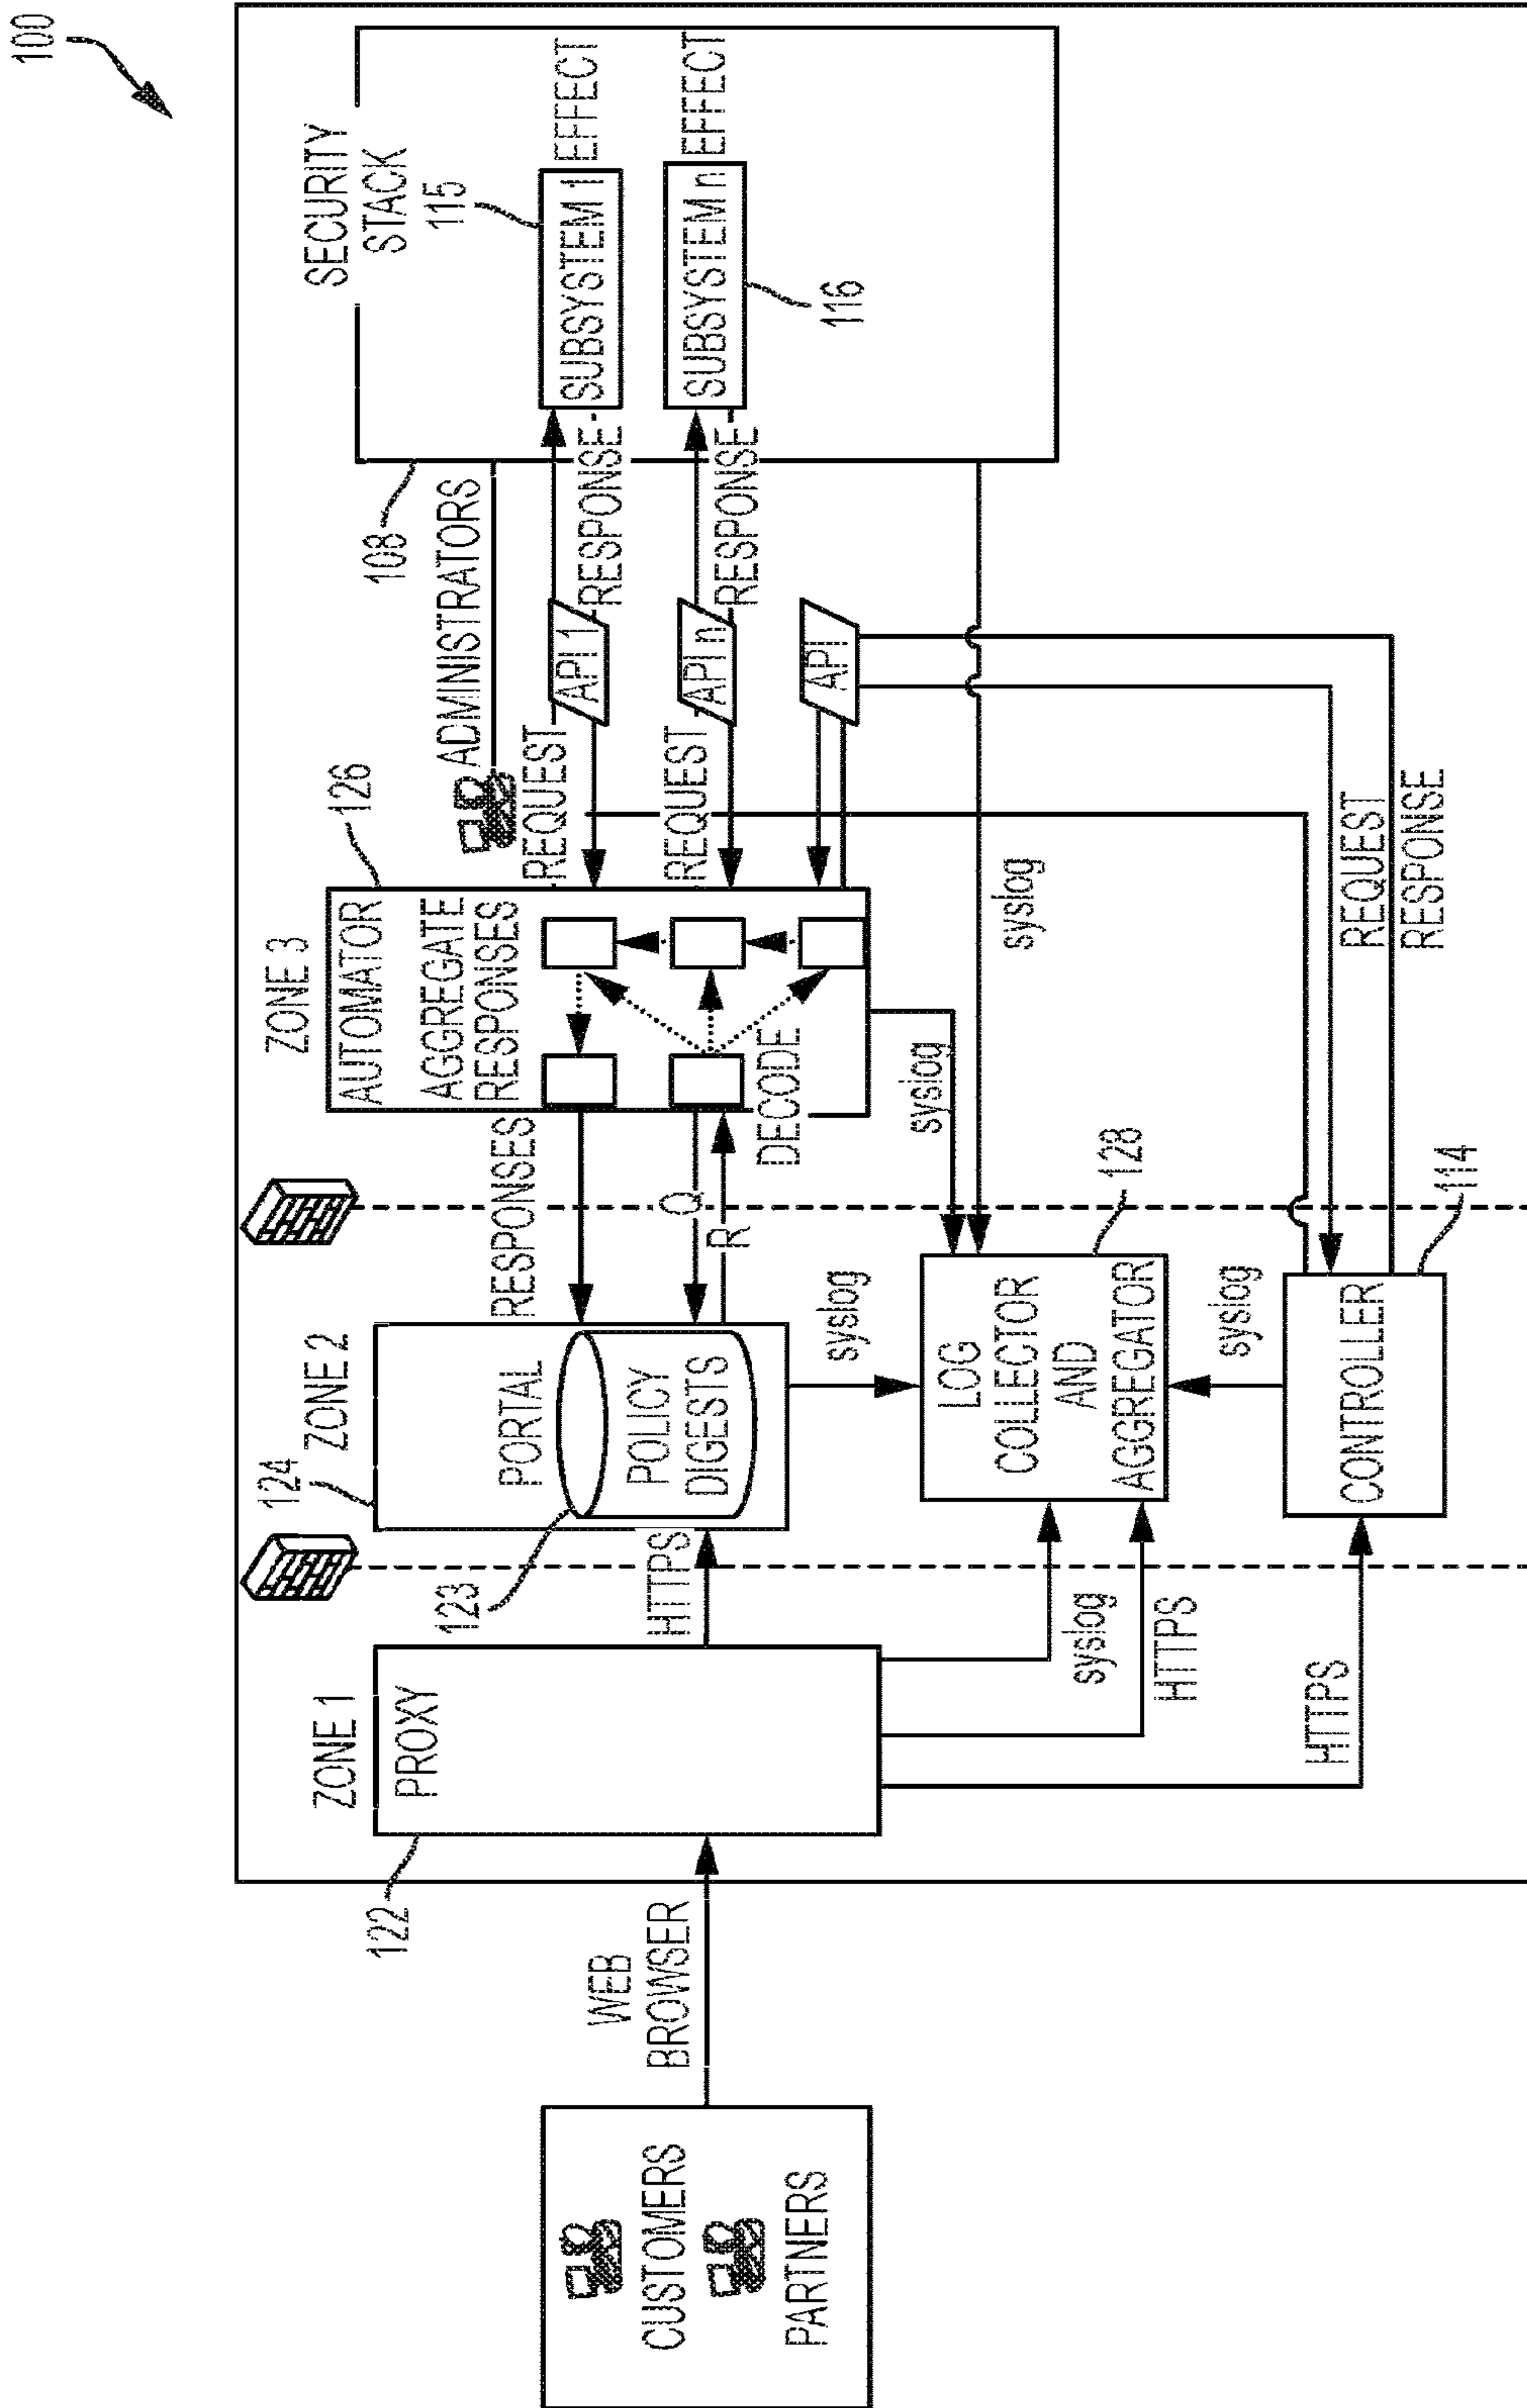 100
SECURITY
STACK
115
SUBSYSTEM 1
EFFECT
SUBSYSTEM n
EFFECT
116
108
ADMINISTRATORS
RESPONSE
RESPONSE
API 1
API n
API
REQUEST
REQUEST
126
ZONE 3
AUTOMATOR
AGGREGATE
RESPONSES
DECODE
syslog
syslog
REQUEST
RESPONSE
RESPONSES
Q
R
124
ZONE 2
PORTAL
POLICY
DIGESTS
123
HTTPS
syslog
128
LOG
COLLECTOR
AND
AGGREGATOR
syslog
114
CONTROLLER
ZONE 1
PROXY
122
syslog
HTTPS
HTTPS
WEB
BROWSER
CUSTOMERS
PARTNERS